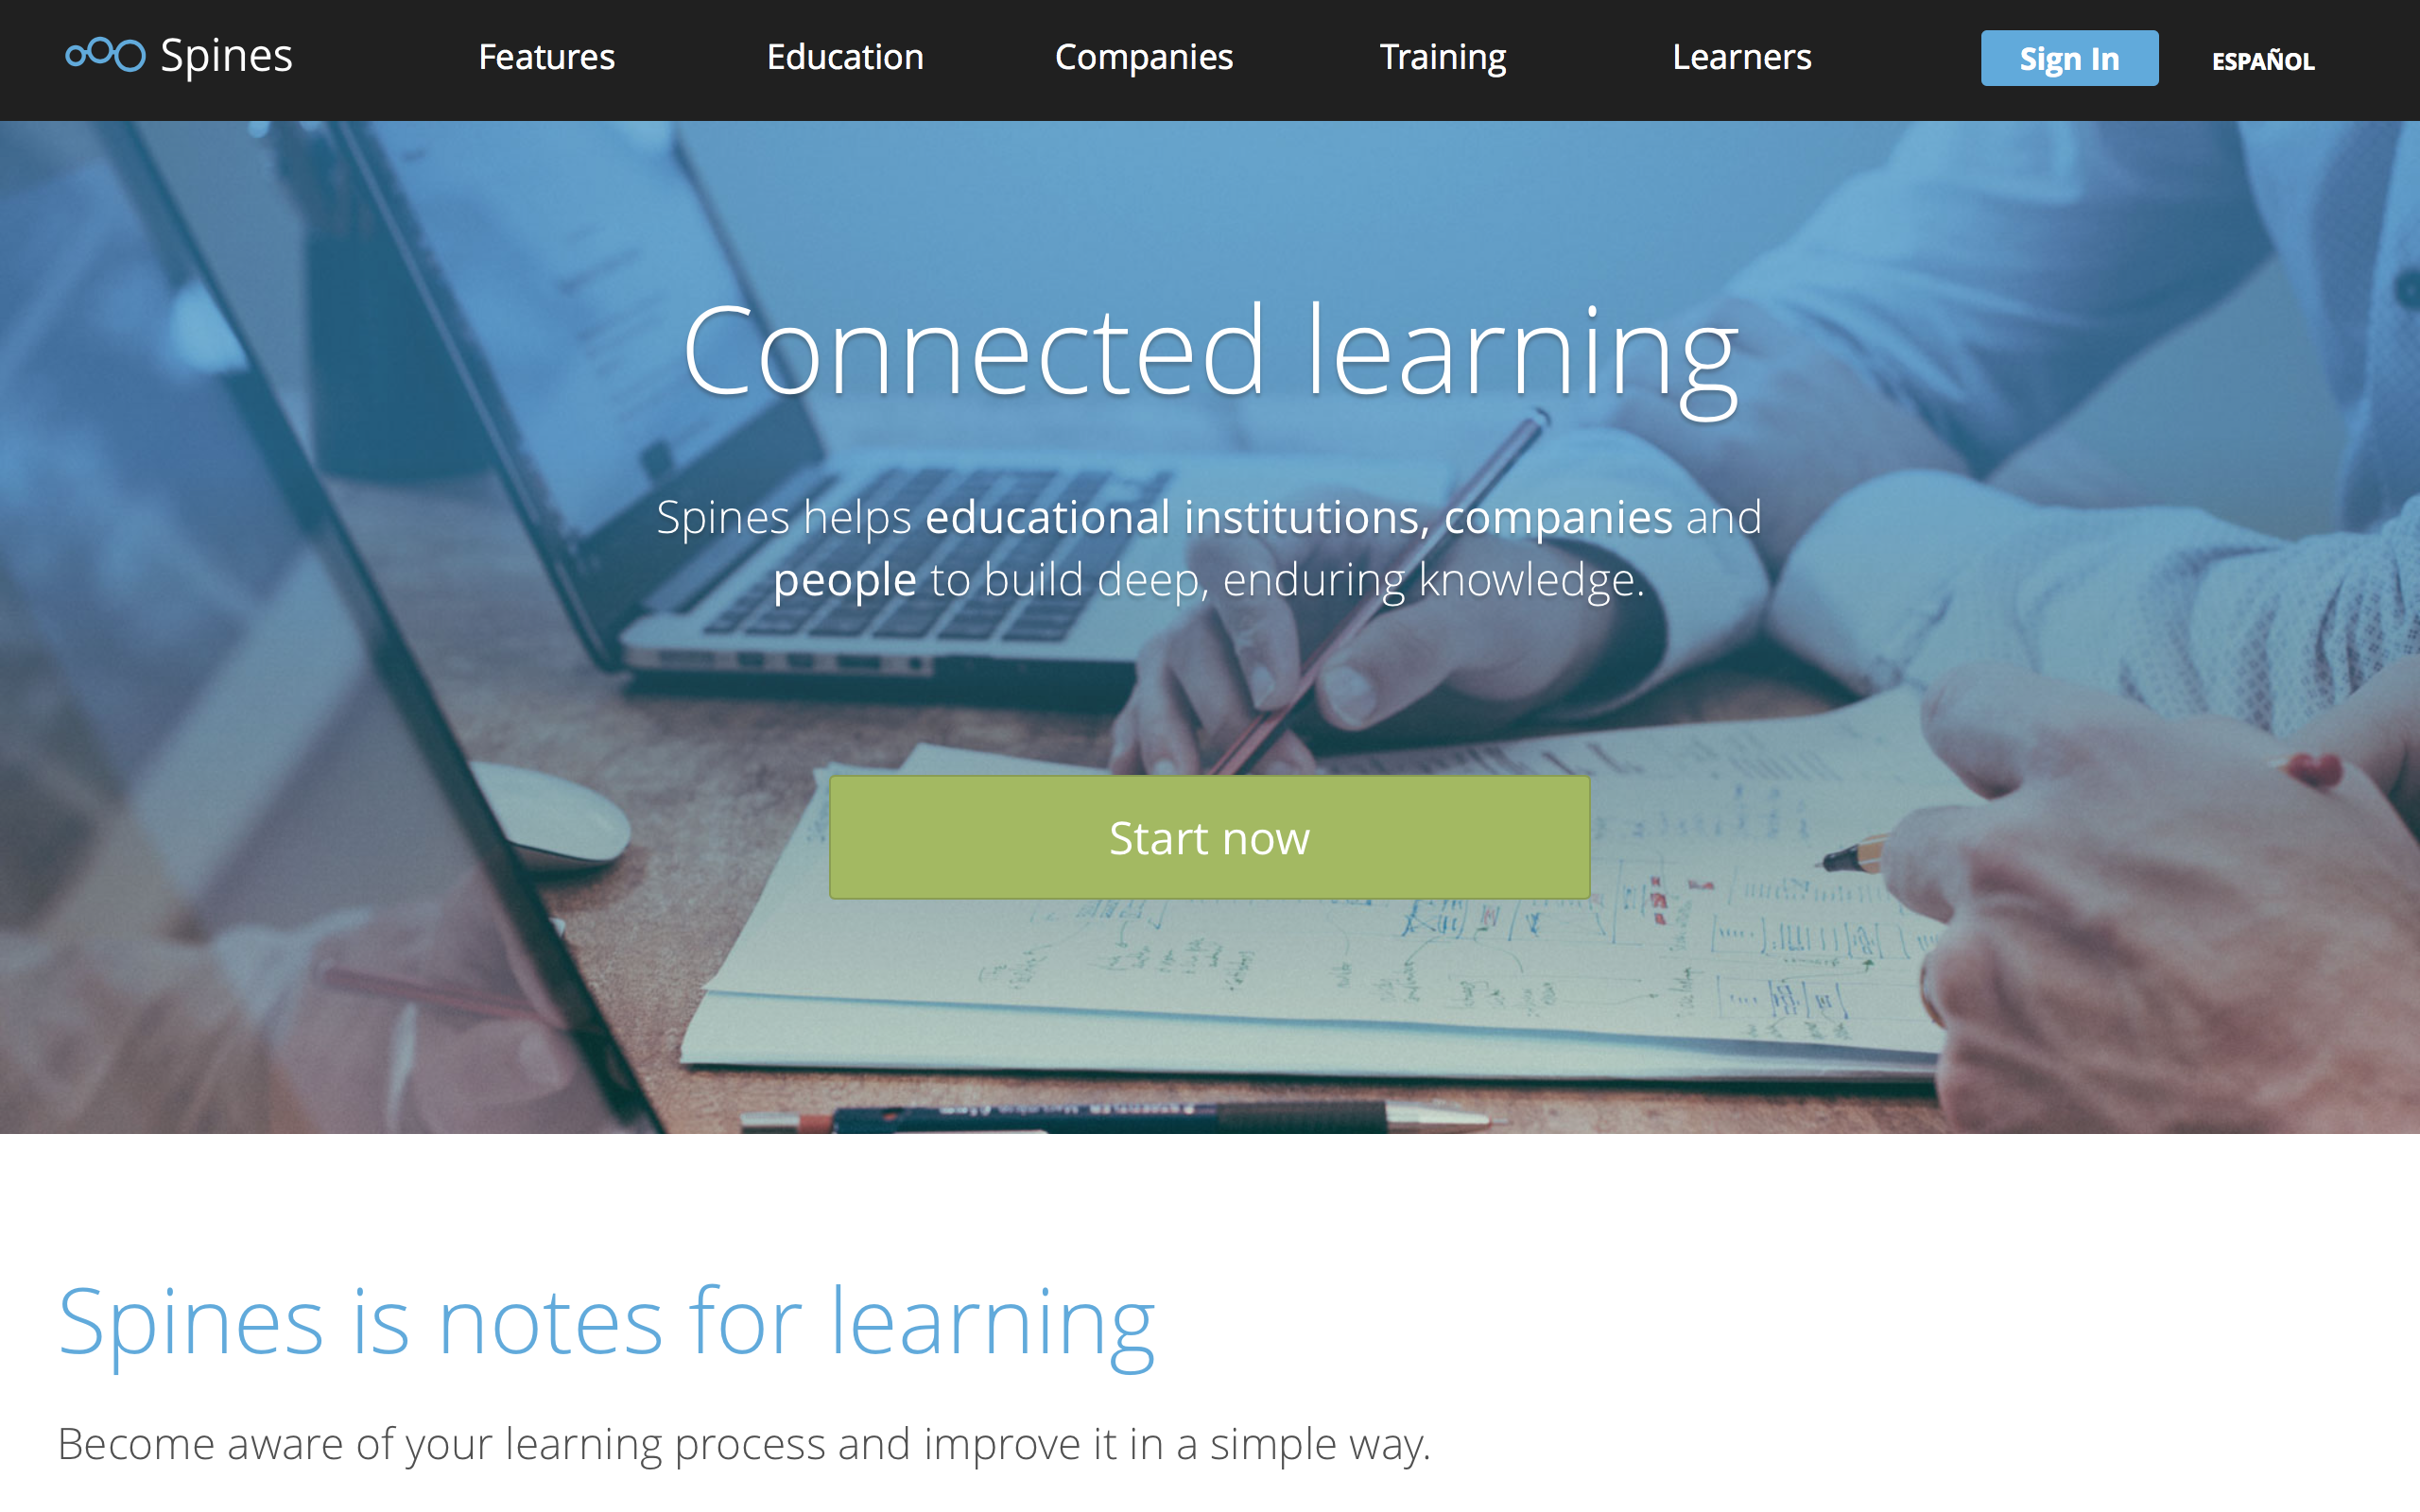 Spines
Features
Education
Companies
Training
Learners
Sign In
ESPAÑOL
Connected learning
Spines helps educational institutions, companies and
people to build deep, enduring knowledge.
Start now
Spines is notes for learning
Become aware of your learning process and improve it in a simple way.